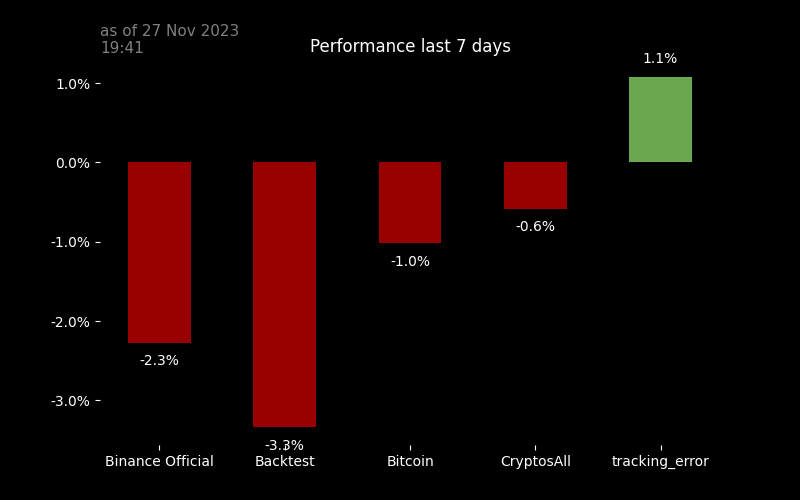 as of 27 Nov 2023
19:41
Performance last 7 days
1.1%
1.0%
0.0%
-1.0%
-2.0%
-3.0%
-2.3%
-3.3%
-1.0%
-0.6%
Binance Official
Backtest
Bitcoin
CryptosAll
tracking_error